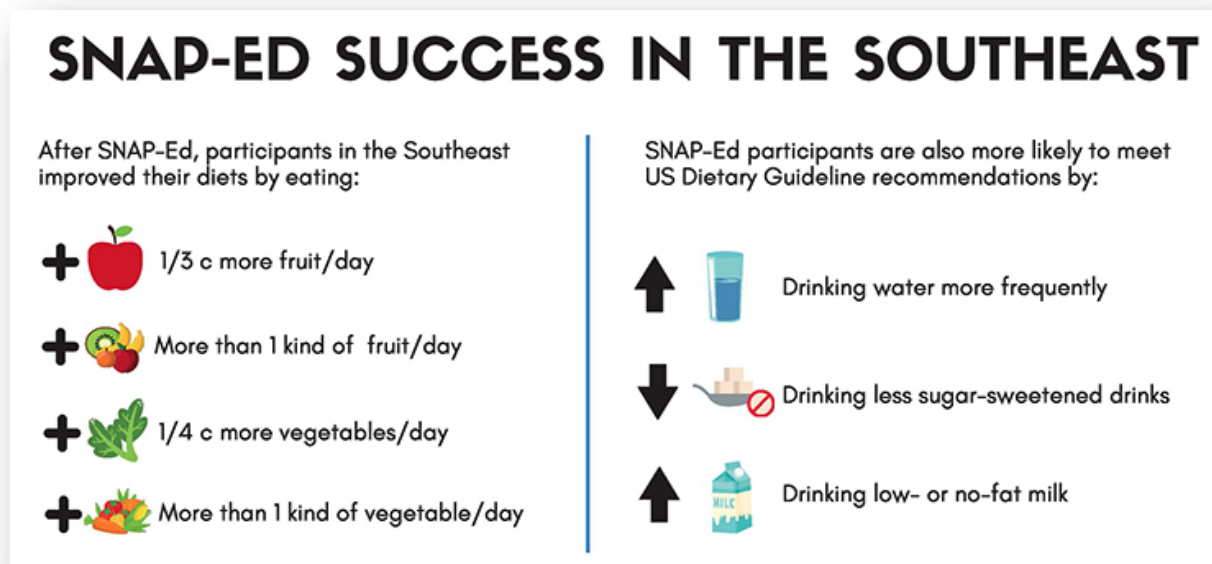 SNAP-ED SUCCESS IN THE SOUTHEAST
After SNAP-Ed, participants in the Southeast
improved their diets by eating:
1/3 c more fruit/day
More than 1 kind of fruit/day
1/4 c more vegetables/day
More than 1 kind of vegetable/day
SNAP-Ed participants are also more likely to meet
US Dietary Guideline recommendations by:
Drinking water more frequently
Drinking less sugar-sweetened drinks
MILK
Drinking low- or no-fat milk